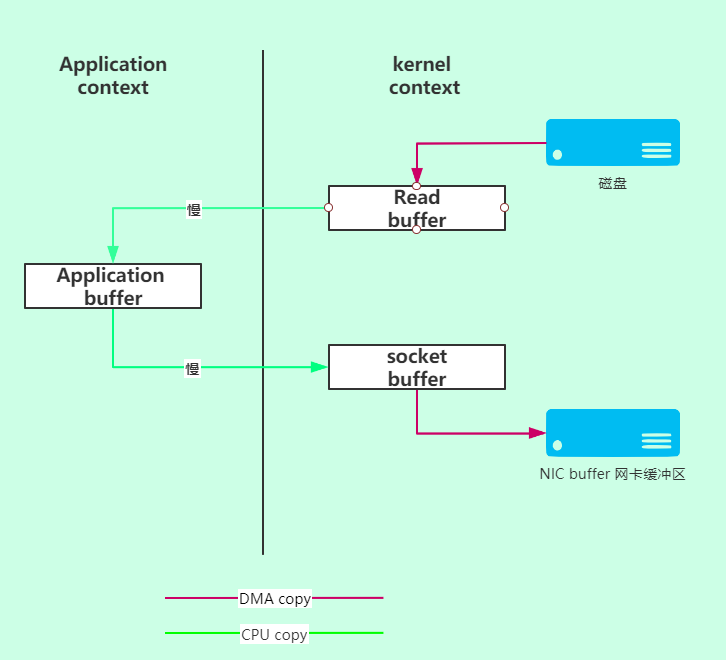 Application
context
kernel
context
磁盘
Read
buffer
慢
Application
buffer
socket
buffer
慢
NIC buffer 网卡缓冲区
DMA copy
CPU copy